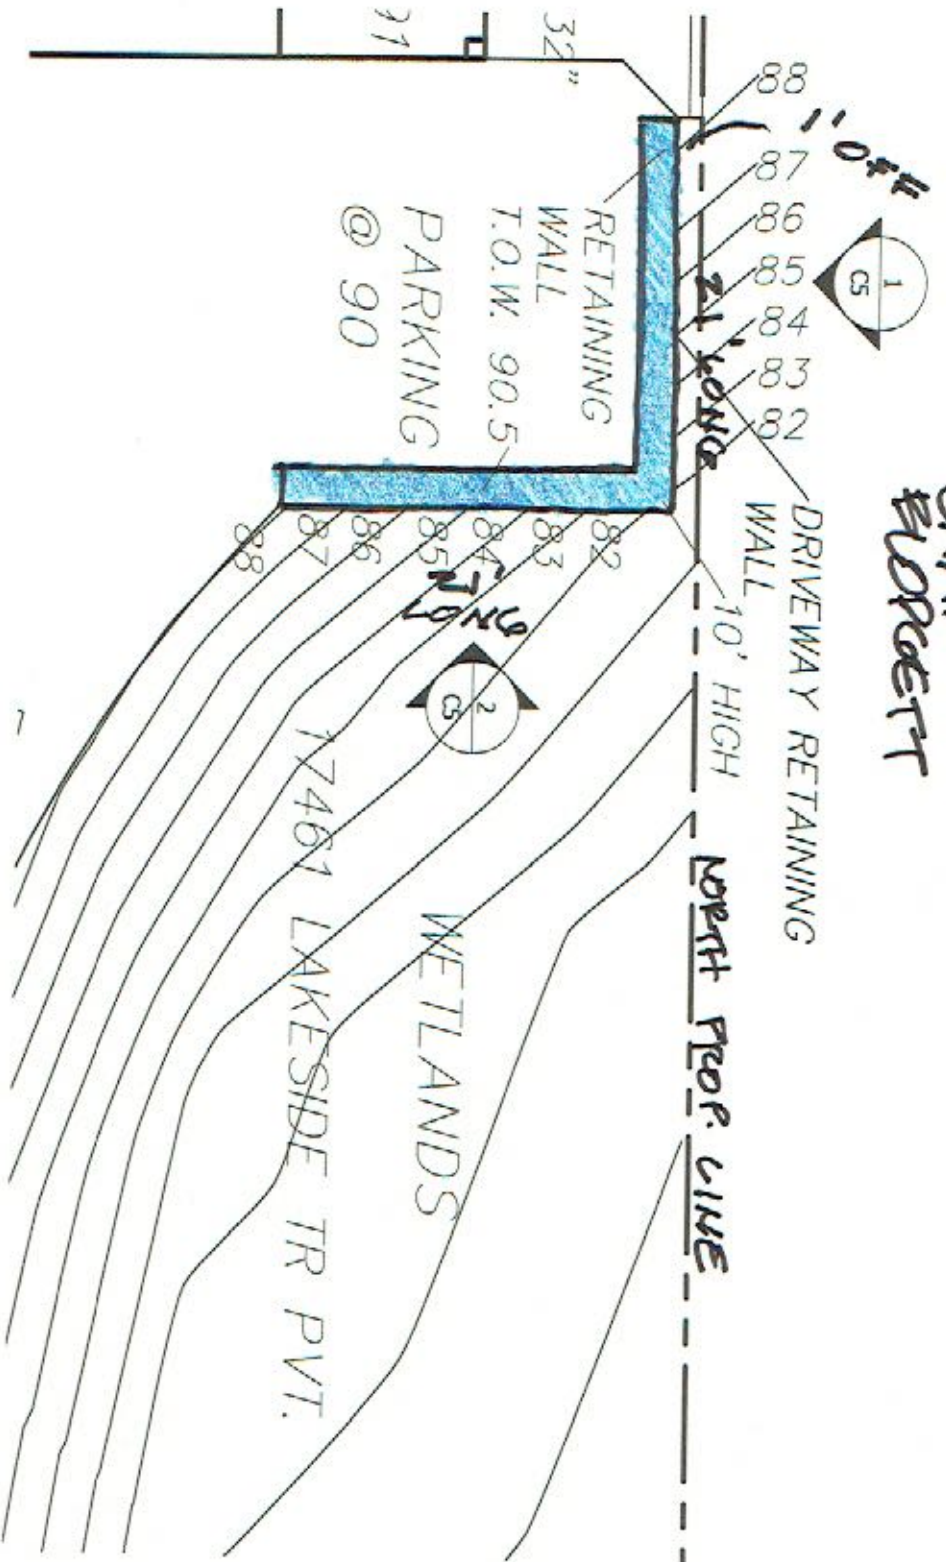 88
87
86
85
84
83
82
1' OFF
1
C5
21' LONG
DRIVEWAY RETAINING
WALL
10' HIGH
NORTH PROP. LINE
RETAINING
WALL
T.O.W. 90.5
PARKING
@ 90
32"
82
83
84
85
86
87
88
LONG
2
C5
WETLANDS
17461 LAKESIDE TR PVT.